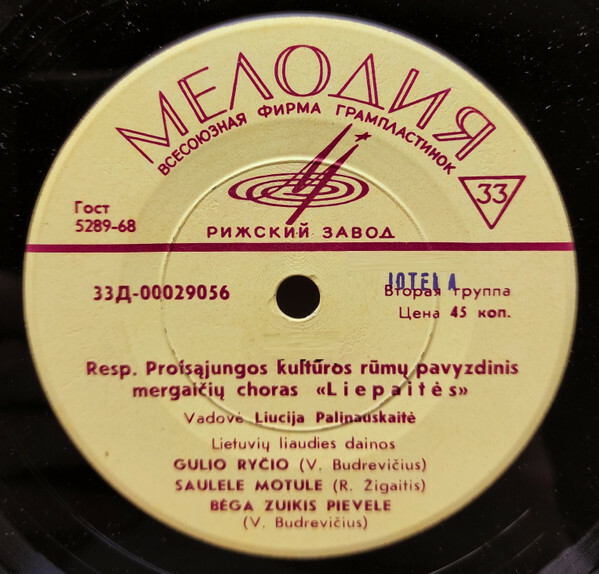 МЕЛОДИЯ
ВСЕСОЮЗНАЯ ФИРМА ГРАМПЛАСТИНОК
33
Гост
5289-68
РИЖСКИЙ ЗАВОД
33Д-00029056
IOTEL A
Вторая группа
Цена 45 коп.
Resp. Profsąjungos kultūros rūmų pavyzdinis
mergaičių choras «Liepaitės»
Vadovė Liucija Palinauskaitė
Lietuvių liaudies dainos
GULIO RYČIO (V. Budrevičius)
SAULELE MOTULE (R. Žigaitis)
BĖGA ZUIKIS PIEVELE
(V. Budrevičius)